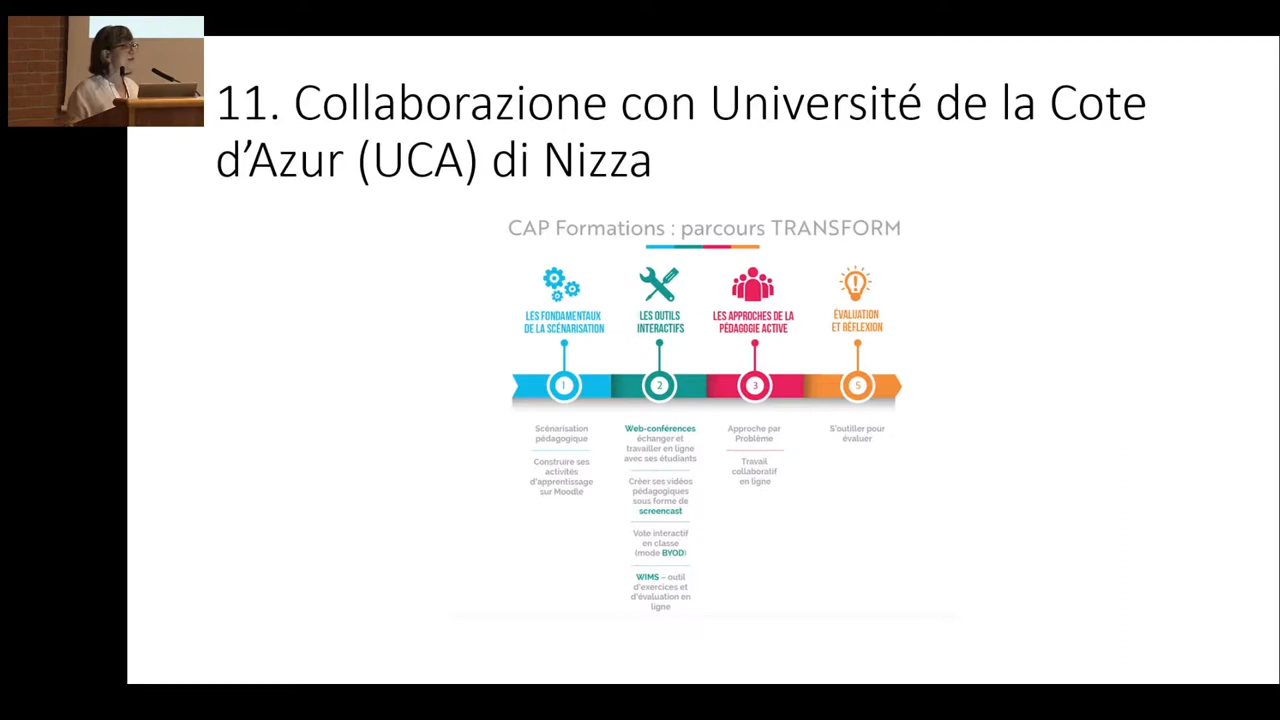 11. Collaborazione con Université de la Cote
d’Azur (UCA) di Nizza
CAP Formations : parcours TRANSFORM
LES FONDAMENTAUX
DE LA SCÉNARISATION
LES OUTILS
INTERACTIFS
LES APPROCHES DE LA
PÉDAGOGIE ACTIVE
ÉVALUATION
ET RÉFLEXION
1
2
3
5
Scénarisation
pédagogique
Construire ses
activités
d’apprentissage
sur Moodle
Web-conférences
échanger et
travailler en ligne
avec ses étudiants
Créer ses vidéos
pédagogiques
sous forme de
screencast
Vote interactif
en classe
(mode BYOD)
WIMS – outil
d’exercices et
d’évaluation en
ligne
Approche par
Problème
Travail
collaboratif
en ligne
S’outiller pour
évaluer